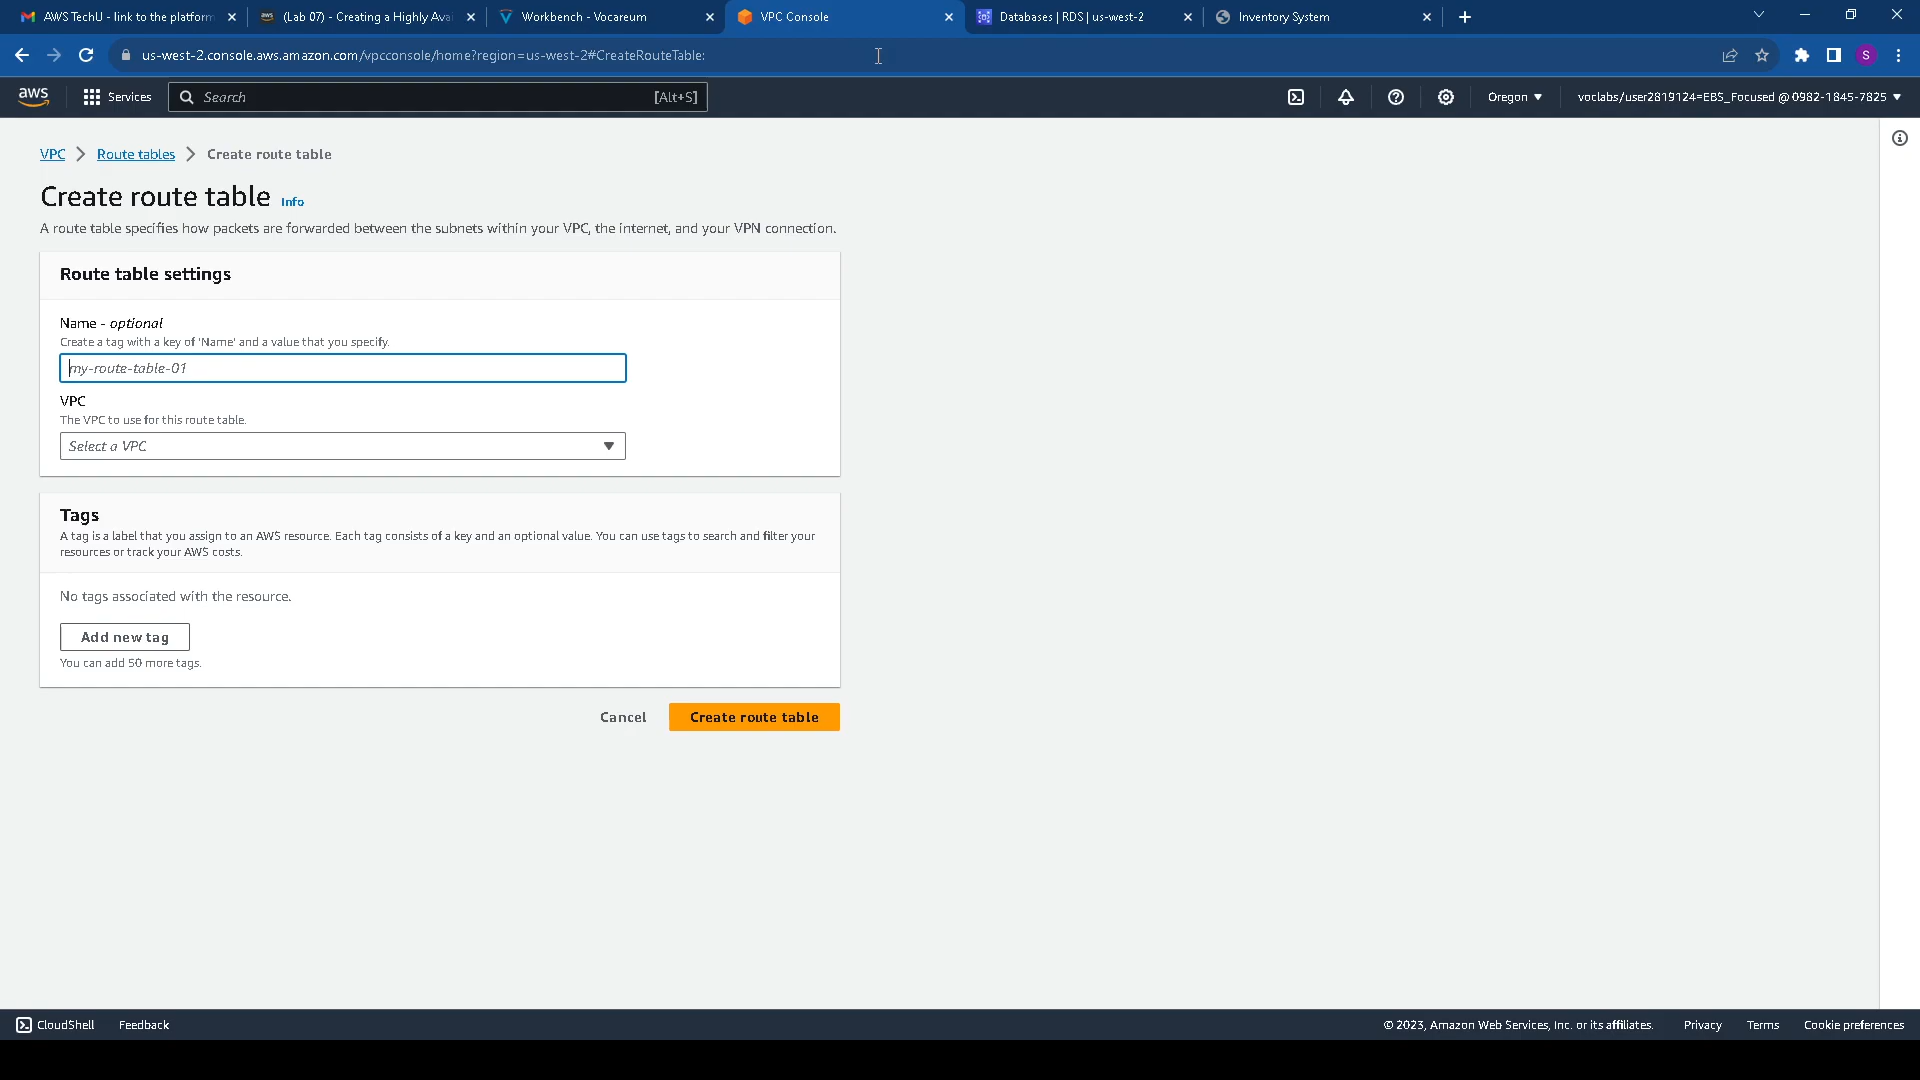 AWS TechU - link to the platform
(Lab 07) - Creating a Highly Avai
Workbench - Vocareum
VPC Console
Databases | RDS | us-west-2
Inventory System
us-west-2.console.aws.amazon.com/vpcconsole/home?region=us-west-2#CreateRouteTable:
S
aws
Services
Search
[Alt+S]
Oregon
voclabs/user2819124=EBS_Focused @ 0982-1845-7825
VPC
Route tables
Create route table
Create route table Info
A route table specifies how packets are forwarded between the subnets within your VPC, the internet, and your VPN connection.
Route table settings
Name - optional
Create a tag with a key of 'Name' and a value that you specify.
my-route-table-01
VPC
The VPC to use for this route table.
Select a VPC
Tags
A tag is a label that you assign to an AWS resource. Each tag consists of a key and an optional value. You can use tags to search and filter your
resources or track your AWS costs.
No tags associated with the resource.
Add new tag
You can add 50 more tags.
Cancel
Create route table
CloudShell
Feedback
© 2023, Amazon Web Services, Inc. or its affiliates.
Privacy
Terms
Cookie preferences